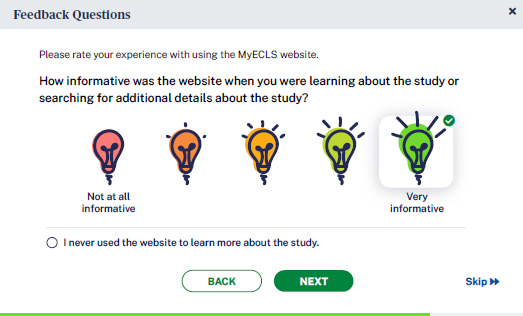 Feedback Questions
×
Please rate your experience with using the MyECLS website.
How informative was the website when you were learning about the study or
searching for additional details about the study?
Not at all
informative
Very
informative
I never used the website to learn more about the study.
BACK
NEXT
Skip